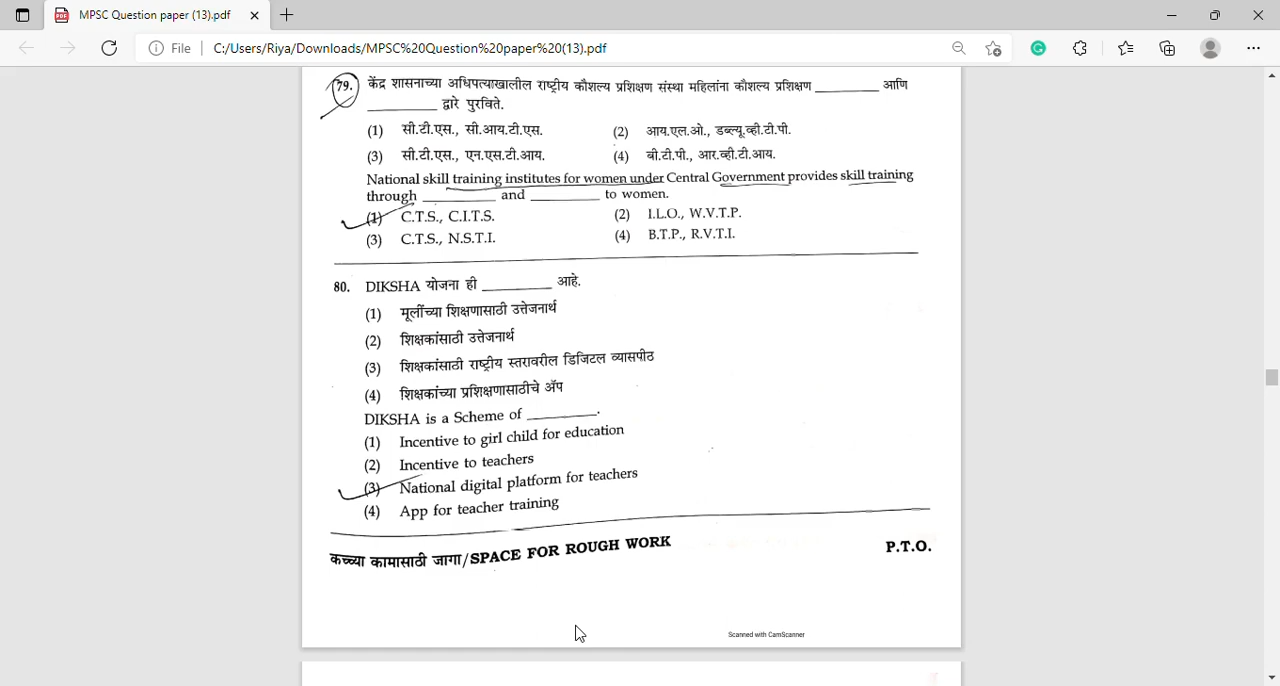 MPSC Question paper (13).pdf
File C:/Users/Riya/Downloads/MPSC%20Question%20paper%20(13).pdf
79. केंद्र शासनाच्या अधिपत्याखालील राष्ट्रीय कौशल्य प्रशिक्षण संस्था महिलांना कौशल्य प्रशिक्षण ________ आणि
________ द्वारे पुरविते.
(1) सी.टी.एस., सी.आय.टी.एस. (2) आय.एल.ओ., डब्ल्यू.व्ही.टी.पी.
(3) सी.टी.एस., एन.एस.टी.आय. (4) बी.टी.पी., आर.व्ही.टी.आय.
National skill training institutes for women under Central Government provides skill training
through ________ and ________ to women.
(1) C.T.S., C.I.T.S. (2) I.L.O., W.V.T.P.
(3) C.T.S., N.S.T.I. (4) B.T.P., R.V.T.I.
80. DIKSHA योजना ही ________ आहे.
(1) मूलींच्या शिक्षणासाठी उत्तेजनार्थ
(2) शिक्षकांसाठी उत्तेजनार्थ
(3) शिक्षकांसाठी राष्ट्रीय स्तरावरील डिजिटल व्यासपीठ
(4) शिक्षकांच्या प्रशिक्षणासाठीचे ॲप
DIKSHA is a Scheme of ________.
(1) Incentive to girl child for education
(2) Incentive to teachers
(3) National digital platform for teachers
(4) App for teacher training
कच्च्या कामासाठी जागा/SPACE FOR ROUGH WORK P.T.O.
Scanned with CamScanner